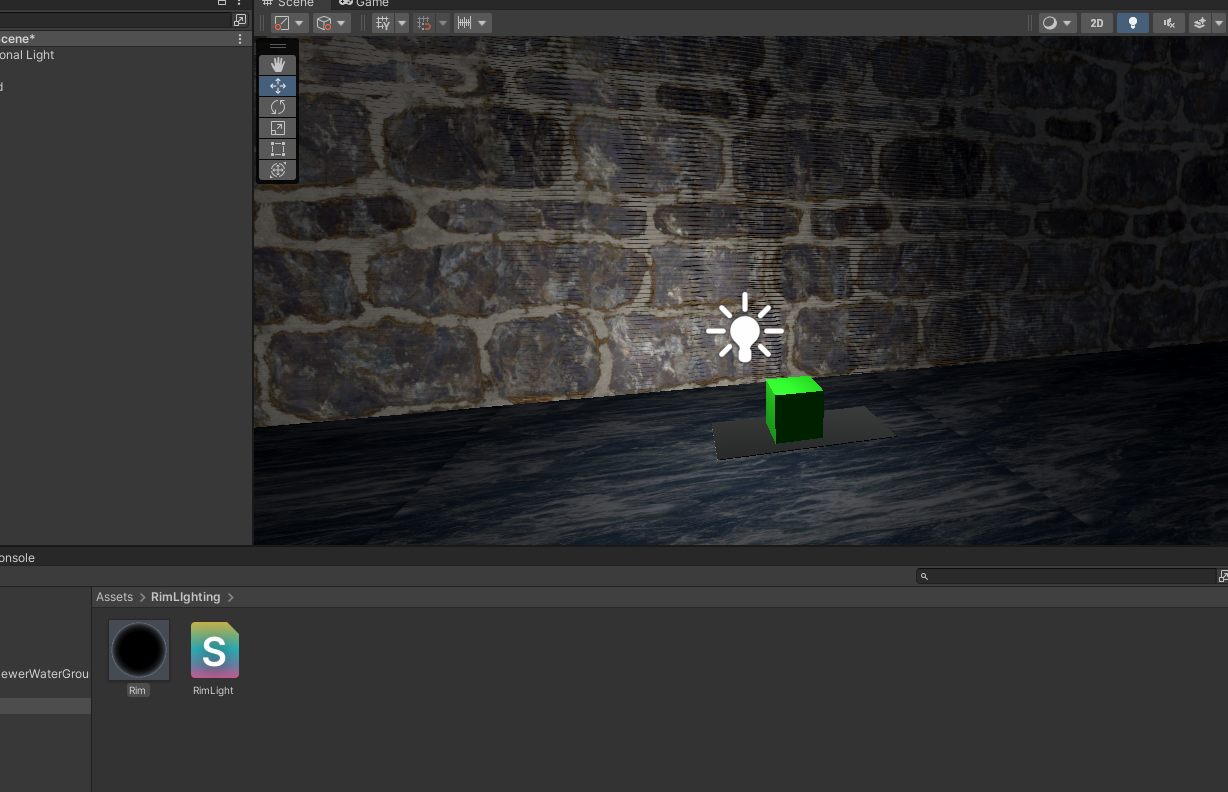 Scene
Game
2D
cene*
onal Light
d
onsole
Assets > RimLIghting >
ewerWaterGrou
S
Rim
RimLight